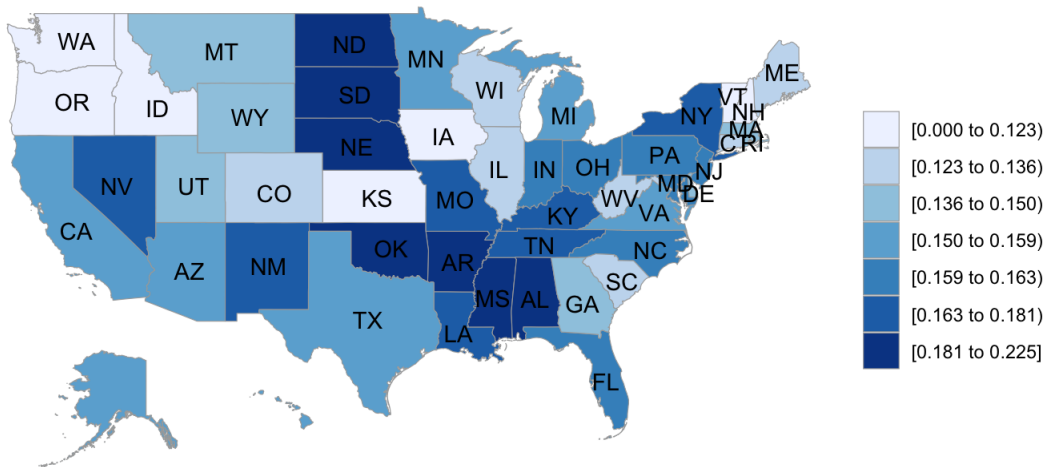 WA
MT
ND
MN
ME
OR
ID
SD
WI
VT
NH
WY
MI
NY
MA
IA
CT
RI
NE
PA
IL
IN
OH
NJ
NV
UT
CO
KS
MO
MD
DE
WV
VA
CA
KY
NC
TN
AZ
NM
OK
AR
SC
MS
AL
GA
TX
LA
FL
[0.000 to 0.123)
[0.123 to 0.136)
[0.136 to 0.150)
[0.150 to 0.159)
[0.159 to 0.163)
[0.163 to 0.181)
[0.181 to 0.225]